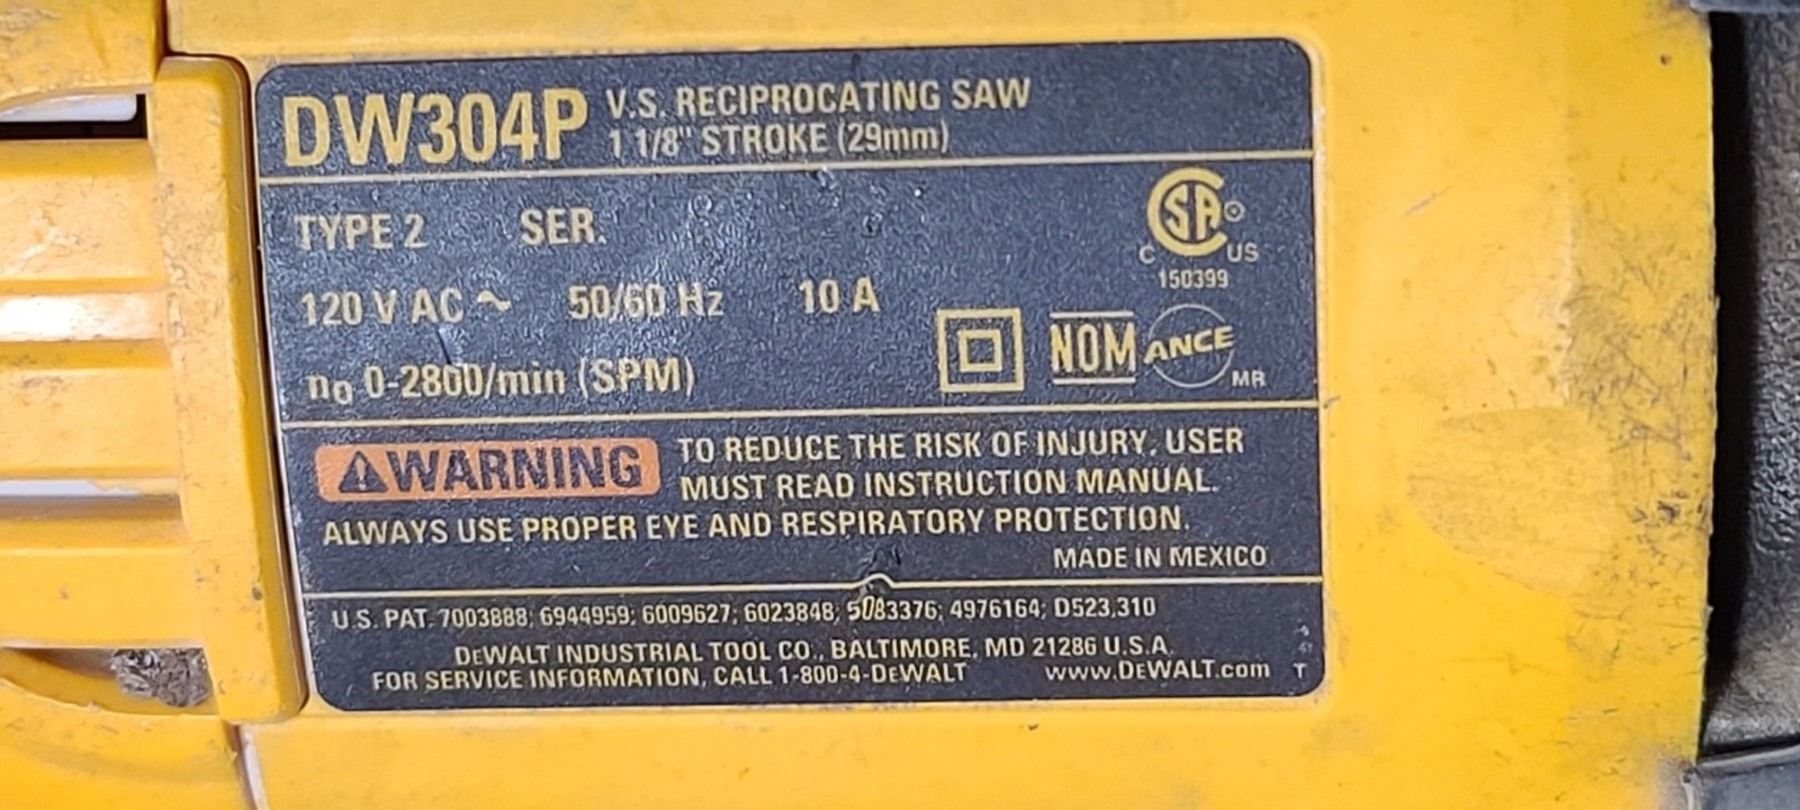 DW304P V.S. RECIPROCATING SAW
1 1/8" STROKE (29mm)
TYPE 2 SER.
120 V AC ~ 50/60 Hz 10 A
n0 0-2800/min (SPM)
CSA
C US
150399
NOM ANCE
MR
⚠WARNING TO REDUCE THE RISK OF INJURY, USER
MUST READ INSTRUCTION MANUAL.
ALWAYS USE PROPER EYE AND RESPIRATORY PROTECTION.
MADE IN MEXICO
U.S. PAT. 7003888; 6944959; 6009627; 6023848; 5083376; 4976164; D523,310
DEWALT INDUSTRIAL TOOL CO., BALTIMORE, MD 21286 U.S.A.
FOR SERVICE INFORMATION, CALL 1-800-4-DEWALT www.DEWALT.com T